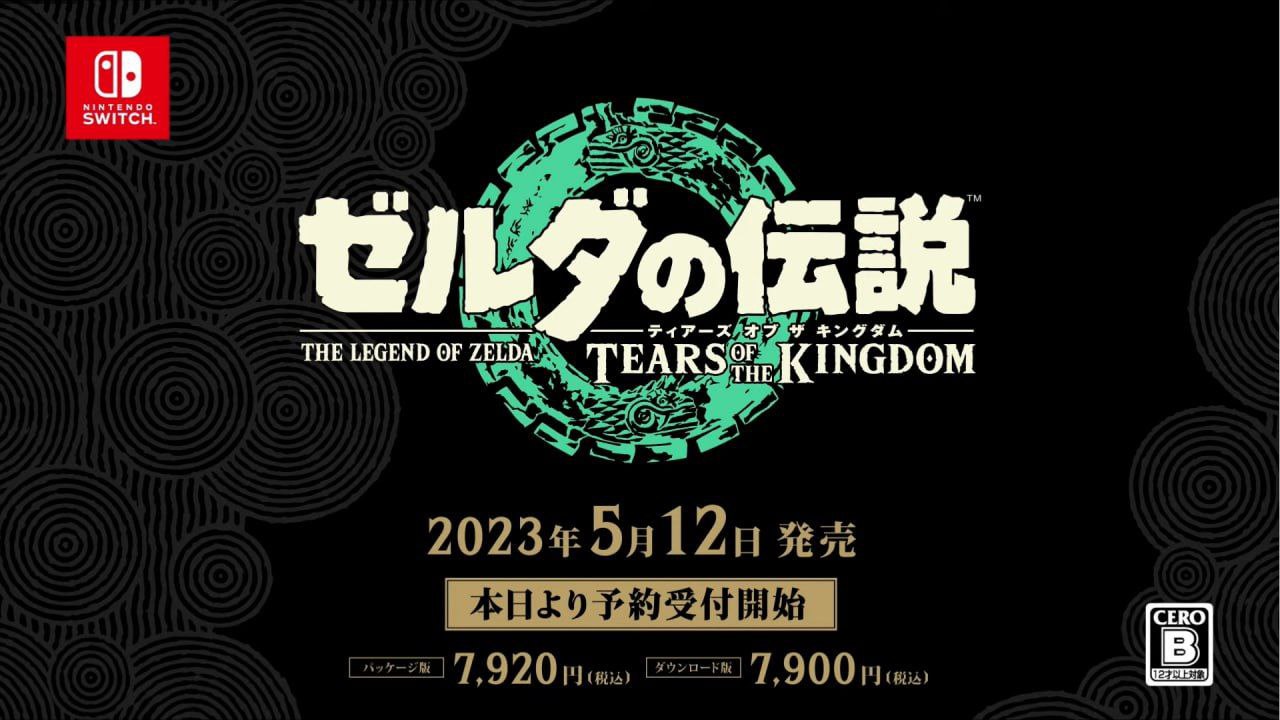 NINTENDO
SWITCH™
ゼルダの伝説™
ティアーズ オブ ザ キングダム
THE LEGEND OF ZELDA
TEARS OF THE KINGDOM
2023年5月12日 発売
本日より予約受付開始
パッケージ版 7,920円(税込) ダウンロード版 7,900円(税込)
CERO
B
12才以上対象